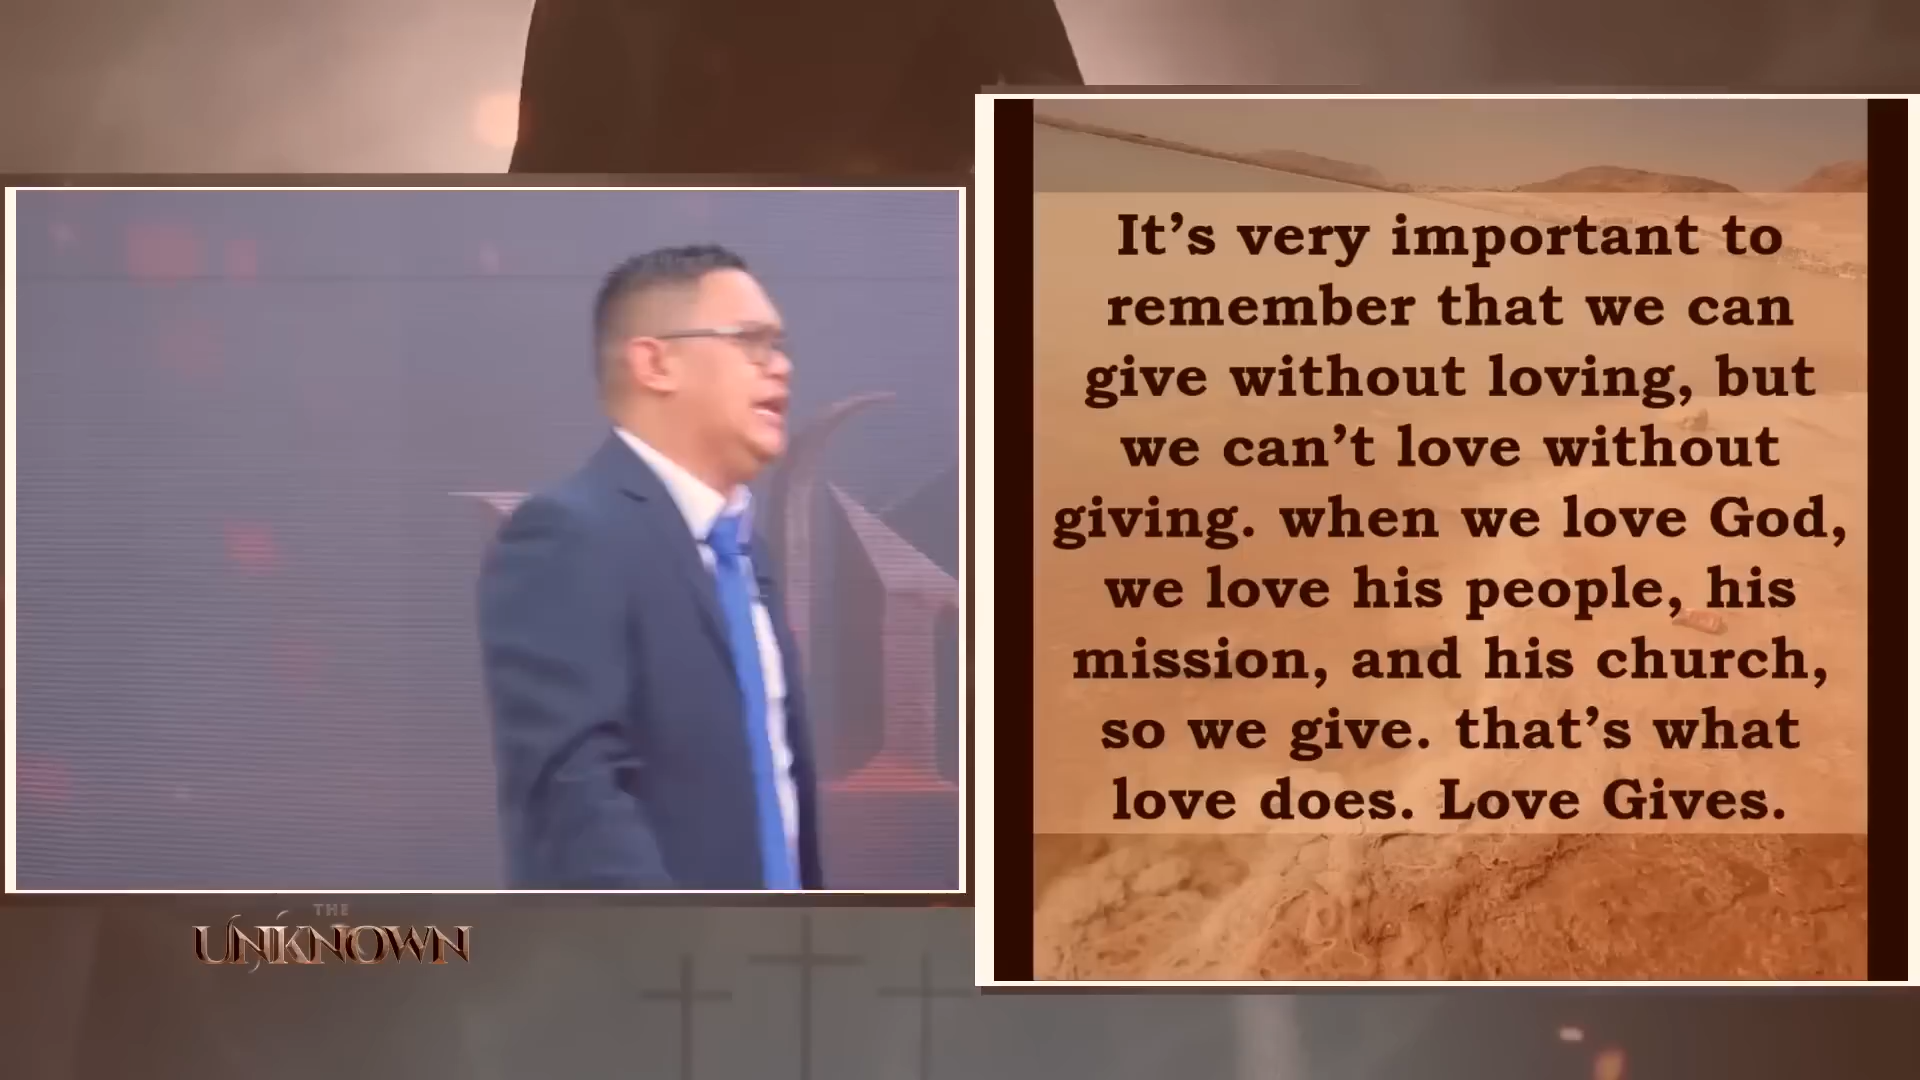 It's very important to
remember that we can
give without loving, but
we can't love without
giving. when we love God,
we love his people, his
mission, and his church,
so we give. that's what
love does. Love Gives.
THE
UNKNOWN